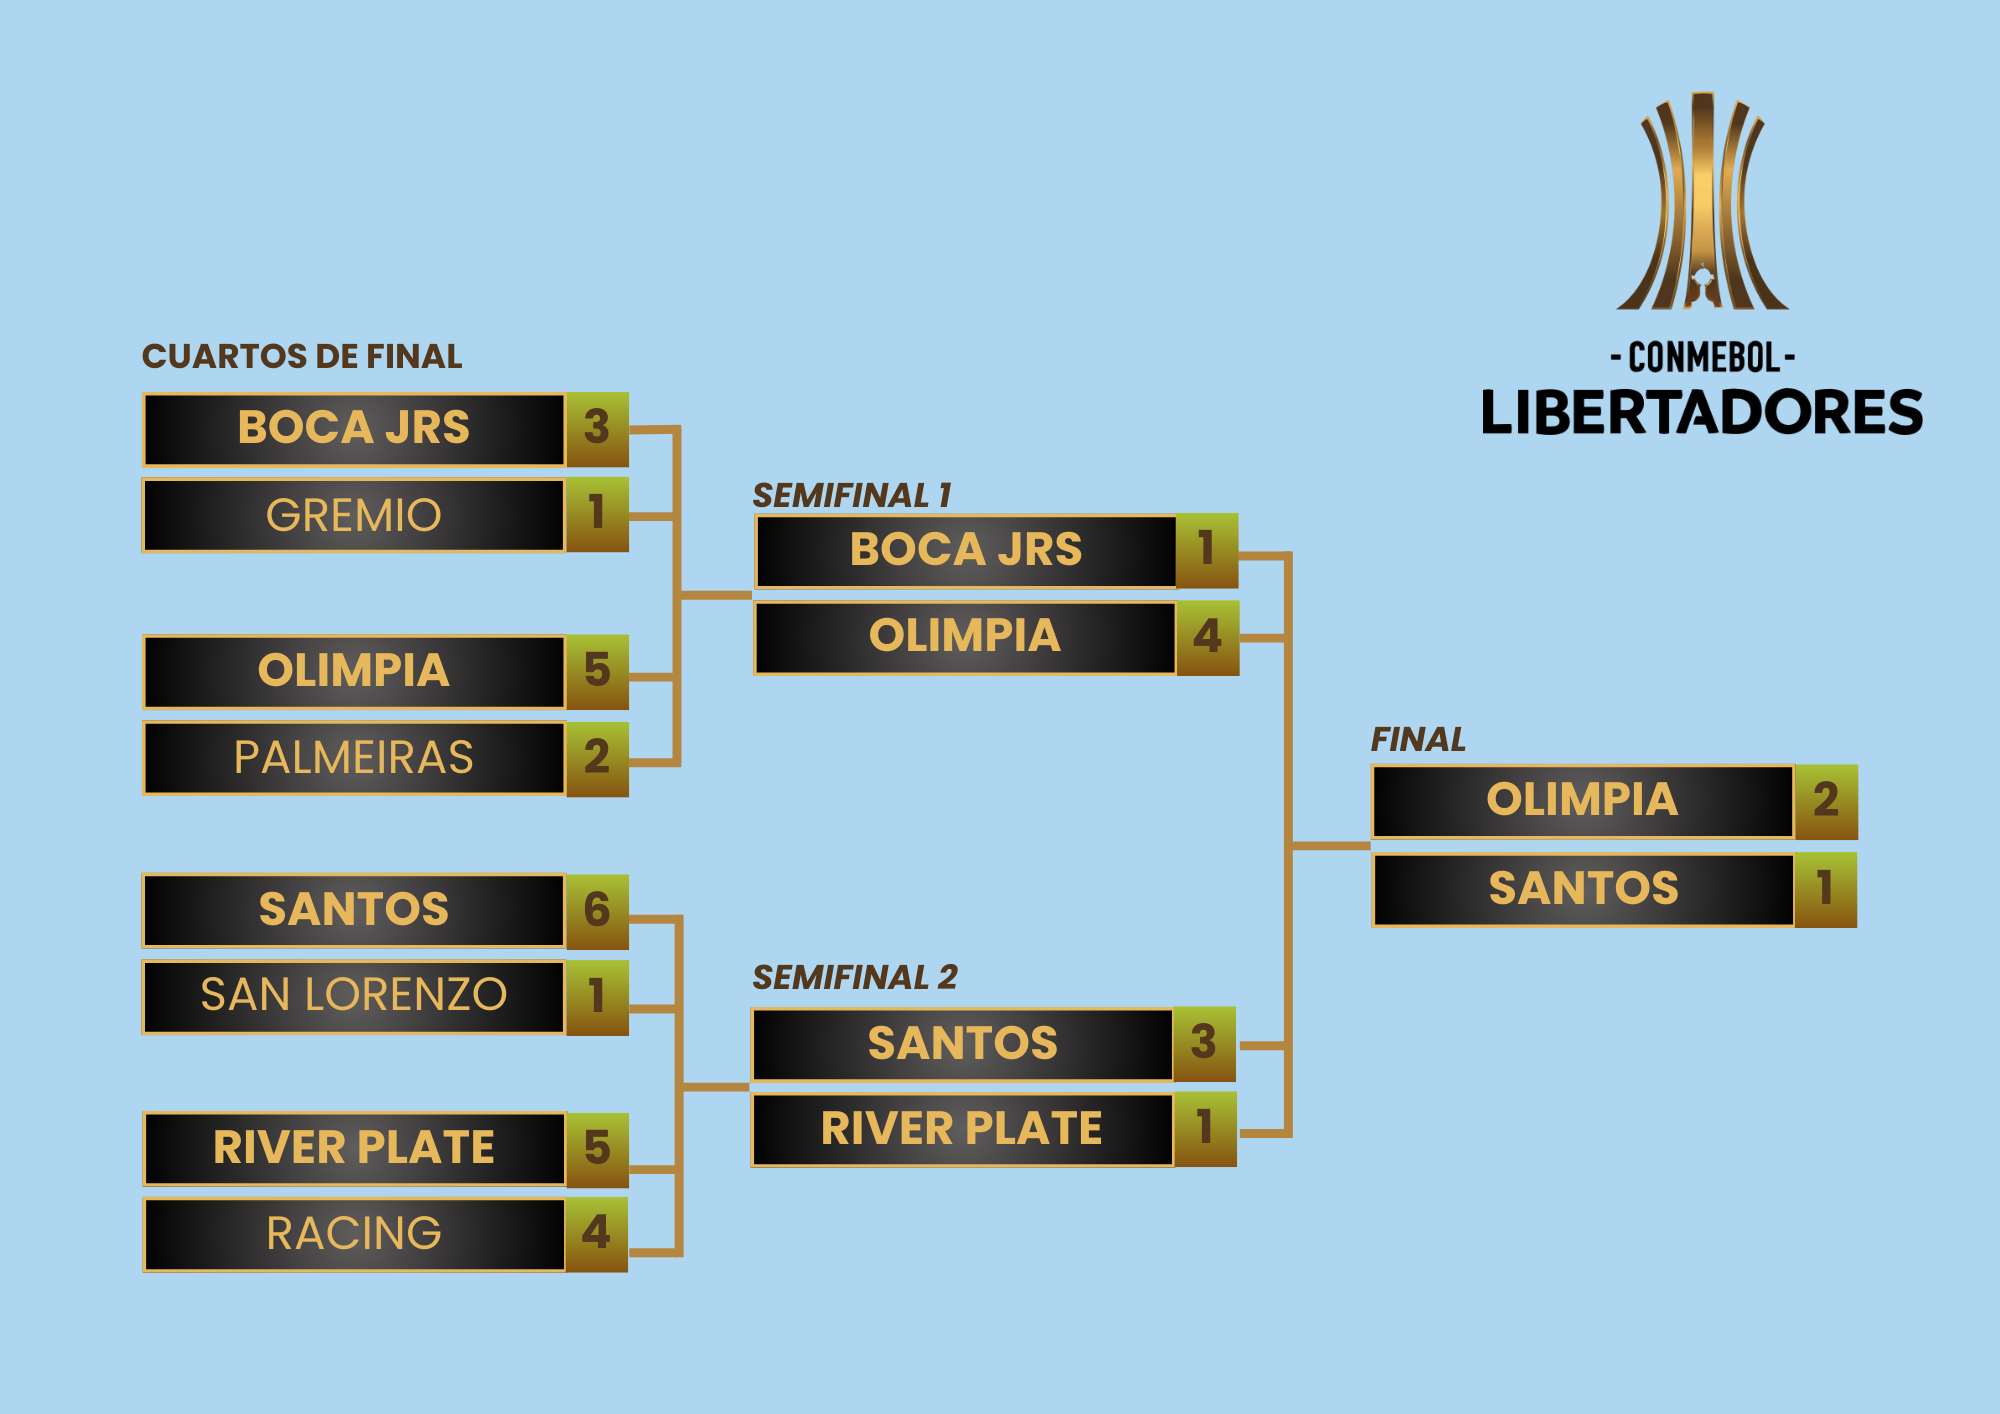 CUARTOS DE FINAL
BOCA JRS 3
GREMIO 1
OLIMPIA 5
PALMEIRAS 2
SANTOS 6
SAN LORENZO 1
RIVER PLATE 5
RACING 4
SEMIFINAL 1
BOCA JRS 1
OLIMPIA 4
SEMIFINAL 2
SANTOS 3
RIVER PLATE 1
FINAL
OLIMPIA 2
SANTOS 1
-CONMEBOL-
LIBERTADORES